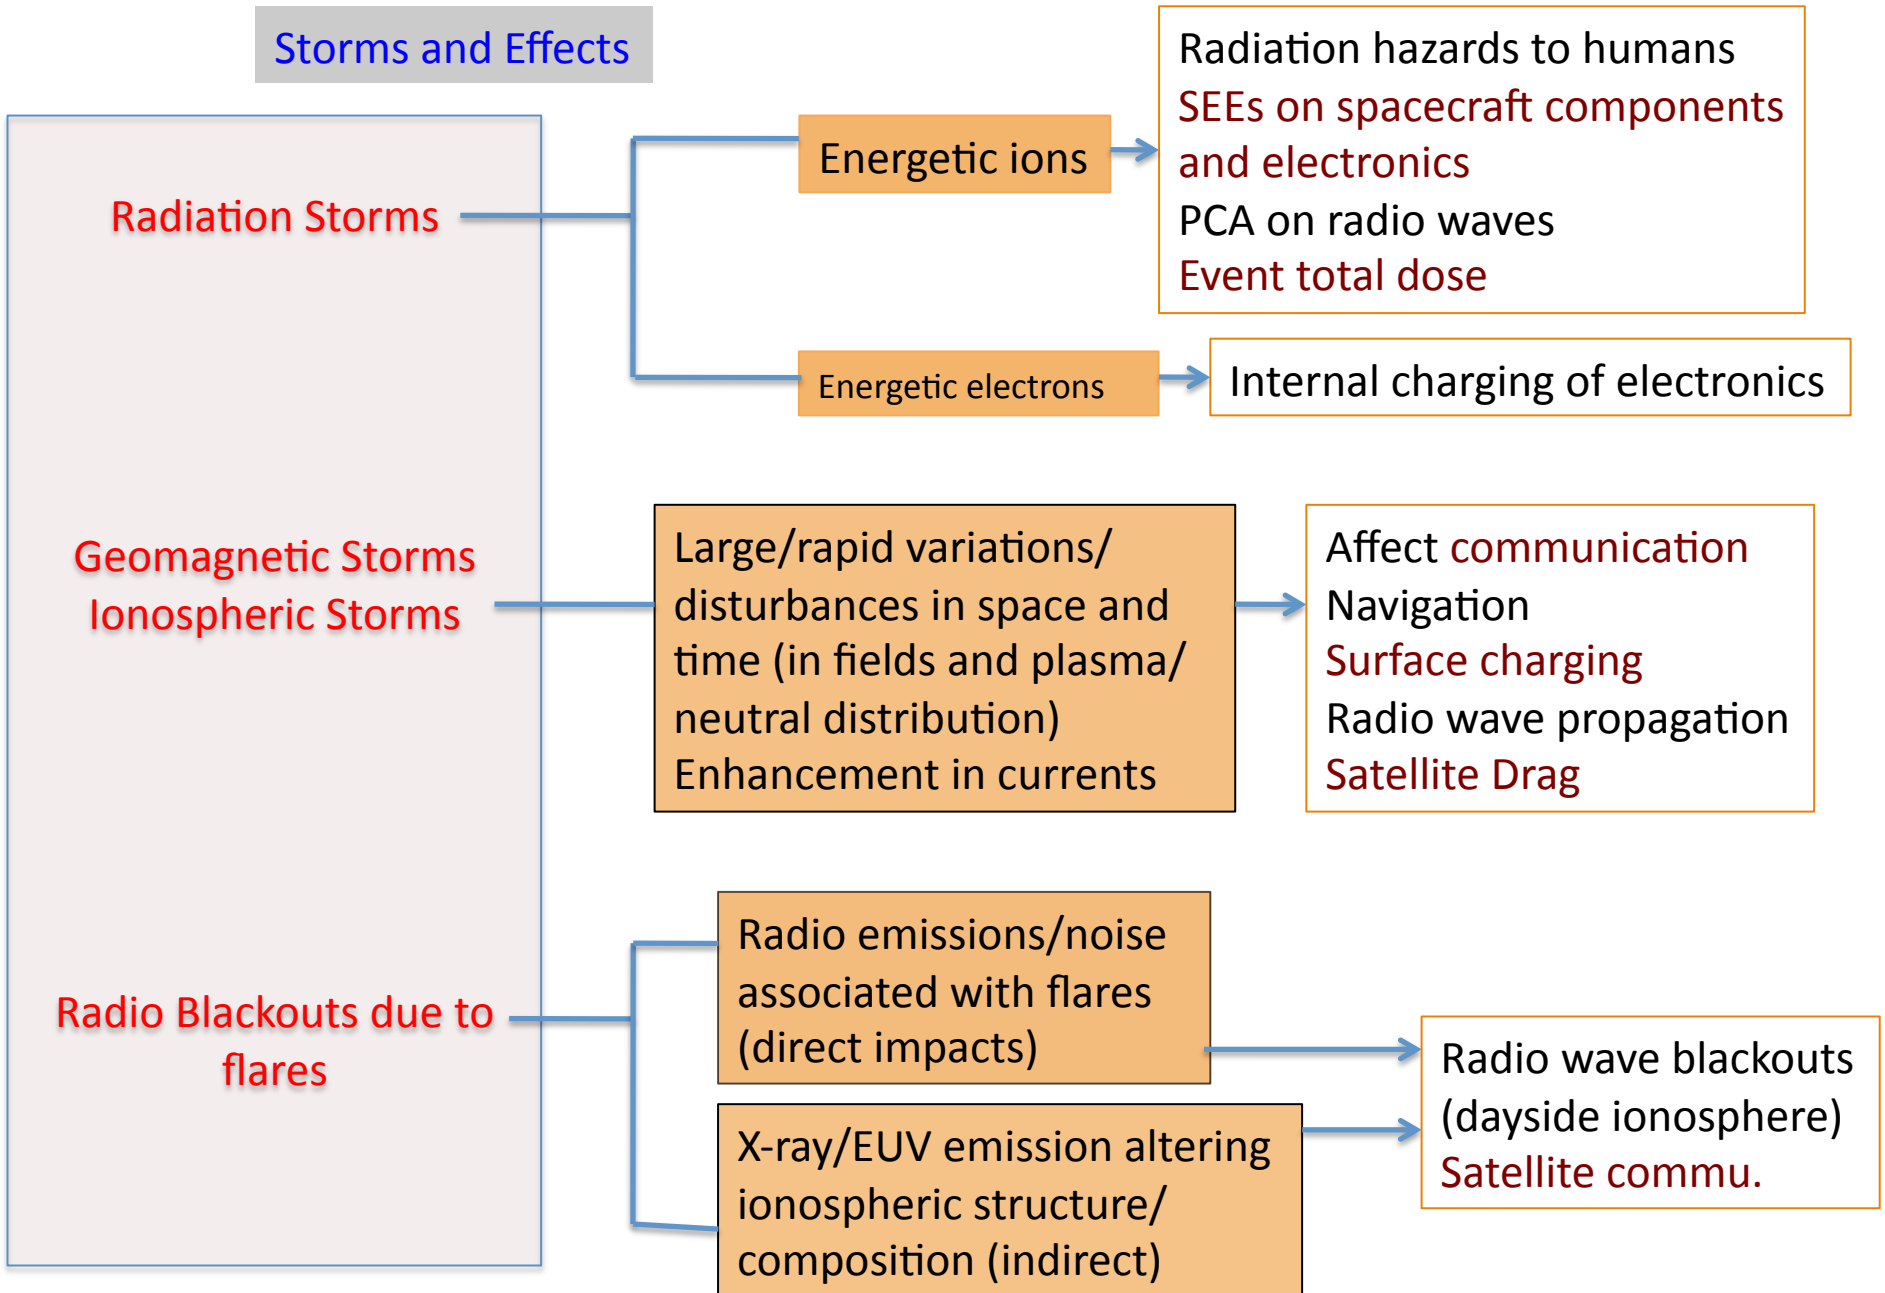 Storms and Effects
Radiation hazards to humans
SEEs on spacecraft components
and electronics
PCA on radio waves
Event total dose
Energetic ions
Radiation Storms
Energetic electrons
Internal charging of electronics
Geomagnetic Storms
Ionospheric Storms
Large/rapid variations/
disturbances in space and
time (in fields and plasma/
neutral distribution)
Enhancement in currents
Affect communication
Navigation
Surface charging
Radio wave propagation
Satellite Drag
Radio Blackouts due to
flares
Radio emissions/noise
associated with flares
(direct impacts)
X-ray/EUV emission altering
ionospheric structure/
composition (indirect)
Radio wave blackouts
(dayside ionosphere)
Satellite commu.